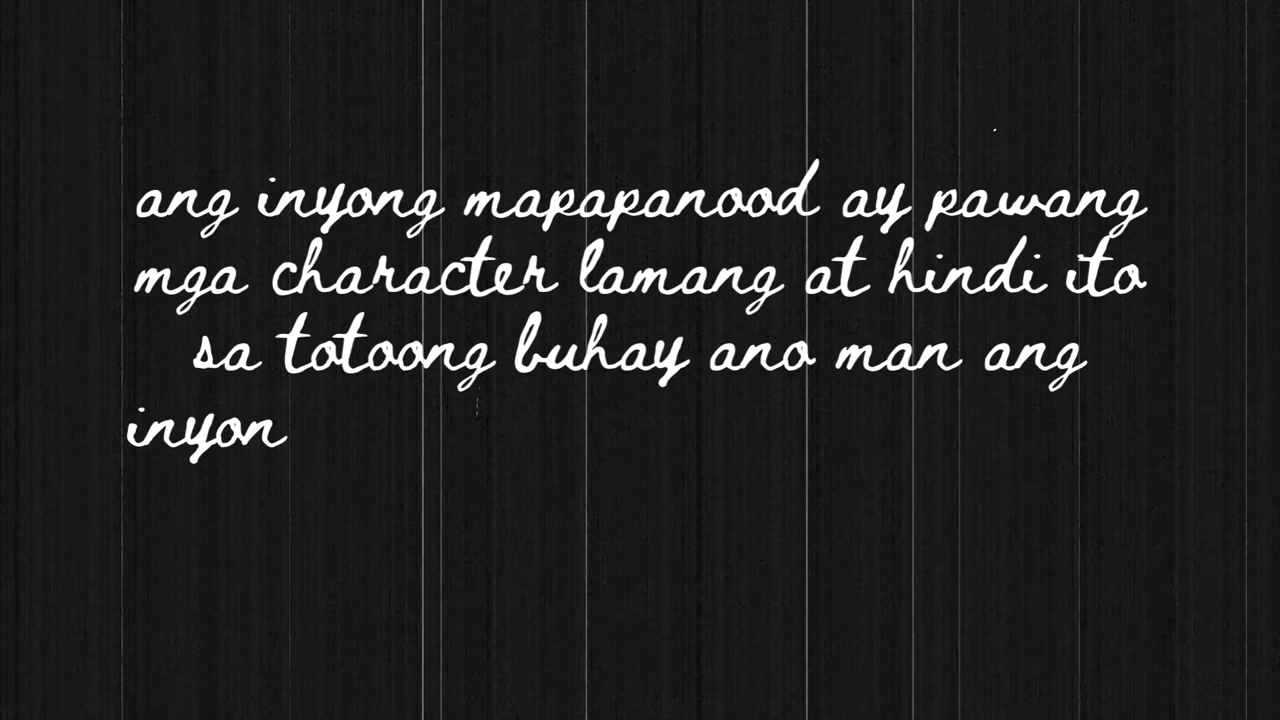 ang inyong mapapanood ay pawang
mga character lamang at hindi ito
sa totoong buhay ano man ang
inyon